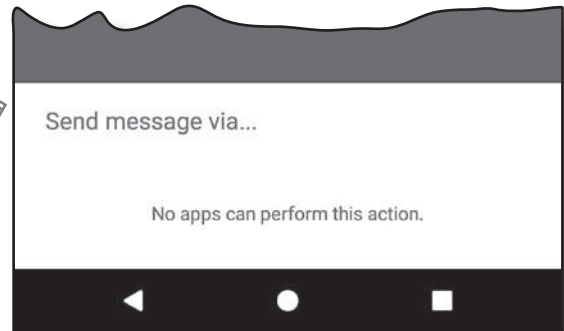 Send message via...
No apps can perform this action.